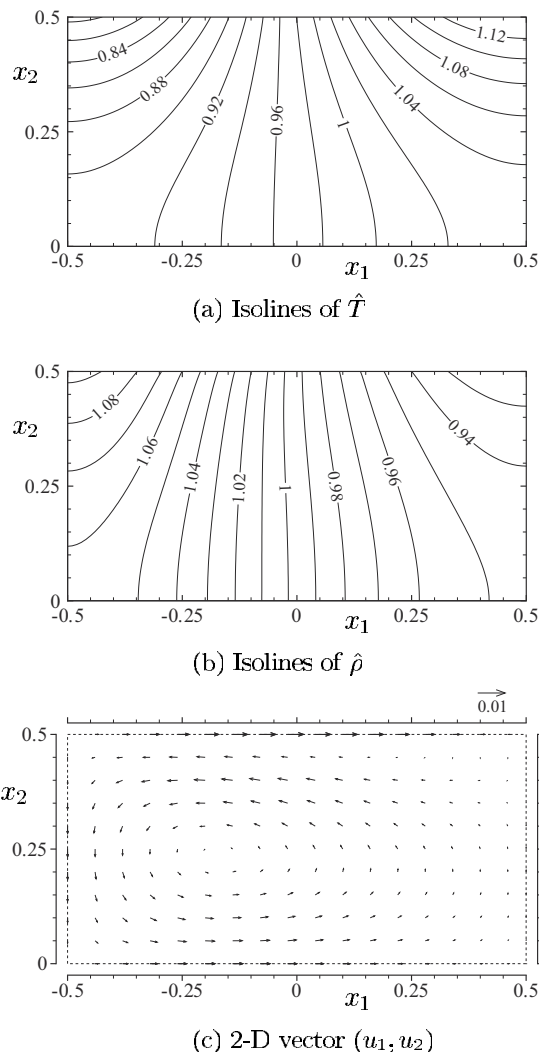 0.5
x₂
0.25
0
0.84
0.88
0.92
0.96
1
1.04
1.08
1.12
-0.5 -0.25 0 0.25 0.5
x₁
(a) Isolines of T̂
0.5
x₂
0.25
0
1.08
1.06
1.04
1.02
1
0.98
0.96
0.94
-0.5 -0.25 0 0.25 0.5
x₁
(b) Isolines of ρ̂
0.01
0.5
x₂
0.25
0
-0.5 -0.25 0 0.25 0.5
x₁
(c) 2-D vector (u₁, u₂)